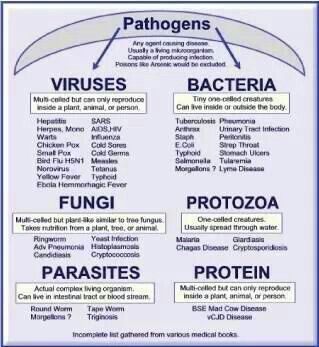 Pathogens
Any agent causing disease.
Usually a living microorganism.
Capable of producing infection.
Poisons like Arsenic would be excluded.
VIRUSES
Multi-celled but can only reproduce
inside a plant, animal, or person.
Hepatitis SARS
Herpes, Mono AIDS,HIV
Warts Influenza
Chicken Pox Cold Sores
Small Pox Cold Germs
Bird Flu H5N1 Measles
Norovirus Tetanus
Yellow Fever Typhoid
Ebola Hemmorhagic Fever
BACTERIA
Tiny one-celled creatures
Can live inside or outside the body.
Tuberculosis Pheumonia
Anthrax Urinary Tract Infection
Staph Peritonitis
E.Coli Strep Throat
Typhoid Stomach Ulcers
Salmonella Tularemia
Morgellons ? Lyme Disease
FUNGI
Multi-celled but plant-like similar to tree fungus.
Takes nutrition from a plant, tree, or animal.
Ringworm Yeast Infection
Adv Pneumonia Histoplasmosis
Candidiasis Cryptococcosis
PROTOZOA
One-celled creatures.
Usually spread through water.
Malaria Giardiasis
Chagas Disease Cryptosporidiosis
PARASITES
Actual complex living organism.
Can live in intestinal tract or blood stream.
Round Worm Tape Worm
Morgellons ? Triginosis
PROTEIN
Multi-celled but can only reproduce
inside a plant, animal, or person.
BSE Mad Cow Disease
vCJD Disease
Incomplete list gathered from various medical books.